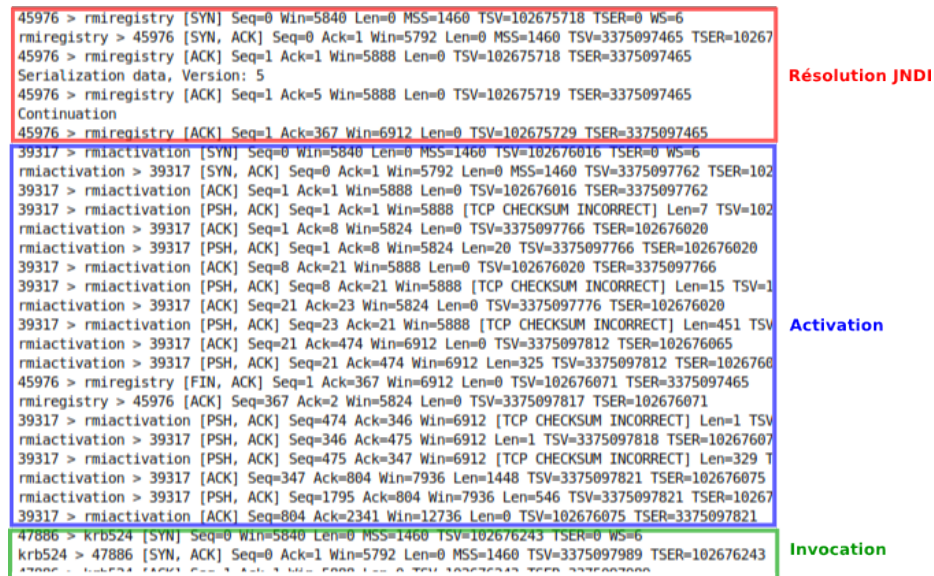 45976 > rmiregistry [SYN] Seq=0 Win=5840 Len=0 MSS=1460 TSV=102675718 TSER=0 WS=6
rmiregistry > 45976 [SYN, ACK] Seq=0 Ack=1 Win=5792 Len=0 MSS=1460 TSV=3375097465 TSER=10267
45976 > rmiregistry [ACK] Seq=1 Ack=1 Win=5888 Len=0 TSV=102675718 TSER=3375097465
Serialization data, Version: 5
Résolution JNDI
45976 > rmiregistry [ACK] Seq=1 Ack=5 Win=5888 Len=0 TSV=102675719 TSER=3375097465
Continuation
45976 > rmiregistry [ACK] Seq=1 Ack=367 Win=6912 Len=0 TSV=102675729 TSER=3375097465
39317 > rmiactivation [SYN] Seq=0 Win=5840 Len=0 MSS=1460 TSV=102676016 TSER=0 WS=6
rmiactivation > 39317 [SYN, ACK] Seq=0 Ack=1 Win=5792 Len=0 MSS=1460 TSV=3375097762 TSER=102
39317 > rmiactivation [ACK] Seq=1 Ack=1 Win=5888 Len=0 TSV=102676016 TSER=3375097762
39317 > rmiactivation [PSH, ACK] Seq=1 Ack=1 Win=5888 [TCP CHECKSUM INCORRECT] Len=7 TSV=102
rmiactivation > 39317 [ACK] Seq=1 Ack=8 Win=5824 Len=0 TSV=3375097766 TSER=102676020
rmiactivation > 39317 [PSH, ACK] Seq=1 Ack=8 Win=5824 Len=20 TSV=3375097766 TSER=102676020
39317 > rmiactivation [ACK] Seq=8 Ack=21 Win=5888 Len=0 TSV=102676020 TSER=3375097766
39317 > rmiactivation [PSH, ACK] Seq=8 Ack=21 Win=5888 [TCP CHECKSUM INCORRECT] Len=15 TSV=1
rmiactivation > 39317 [ACK] Seq=21 Ack=23 Win=5824 Len=0 TSV=3375097776 TSER=102676020
39317 > rmiactivation [PSH, ACK] Seq=23 Ack=21 Win=5888 [TCP CHECKSUM INCORRECT] Len=451 TSV
Activation
rmiactivation > 39317 [ACK] Seq=21 Ack=474 Win=6912 Len=0 TSV=3375097812 TSER=102676065
rmiactivation > 39317 [PSH, ACK] Seq=21 Ack=474 Win=6912 Len=325 TSV=3375097812 TSER=1026760
45976 > rmiregistry [FIN, ACK] Seq=1 Ack=367 Win=6912 Len=0 TSV=102676071 TSER=3375097465
rmiregistry > 45976 [ACK] Seq=367 Ack=2 Win=5824 Len=0 TSV=3375097817 TSER=102676071
39317 > rmiactivation [PSH, ACK] Seq=474 Ack=346 Win=6912 [TCP CHECKSUM INCORRECT] Len=1 TSV
rmiactivation > 39317 [PSH, ACK] Seq=346 Ack=475 Win=6912 Len=1 TSV=3375097818 TSER=10267607
39317 > rmiactivation [PSH, ACK] Seq=475 Ack=347 Win=6912 [TCP CHECKSUM INCORRECT] Len=329 T
rmiactivation > 39317 [ACK] Seq=347 Ack=804 Win=7936 Len=1448 TSV=3375097821 TSER=102676075
rmiactivation > 39317 [PSH, ACK] Seq=1795 Ack=804 Win=7936 Len=546 TSV=3375097821 TSER=10267
39317 > rmiactivation [ACK] Seq=804 Ack=2341 Win=12736 Len=0 TSV=102676075 TSER=3375097821
47886 > krb524 [SYN] Seq=0 Win=5840 Len=0 MSS=1460 TSV=102676243 TSER=0 WS=6
krb524 > 47886 [SYN, ACK] Seq=0 Ack=1 Win=5792 Len=0 MSS=1460 TSV=3375097989 TSER=102676243
Invocation